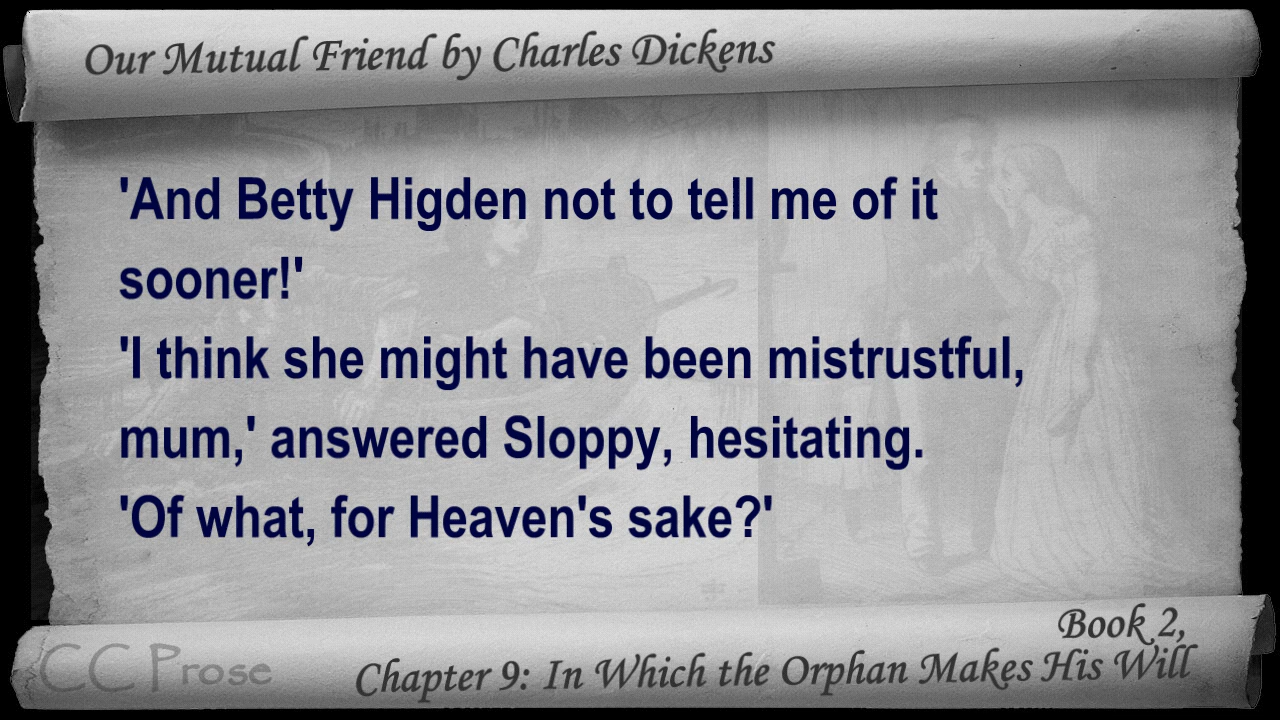 Our Mutual Friend by Charles Dickens
'And Betty Higden not to tell me of it
sooner!'
'I think she might have been mistrustful,
mum,' answered Sloppy, hesitating.
'Of what, for Heaven's sake?'
Book 2,
CC Prose
Chapter 9: In Which the Orphan Makes His Will